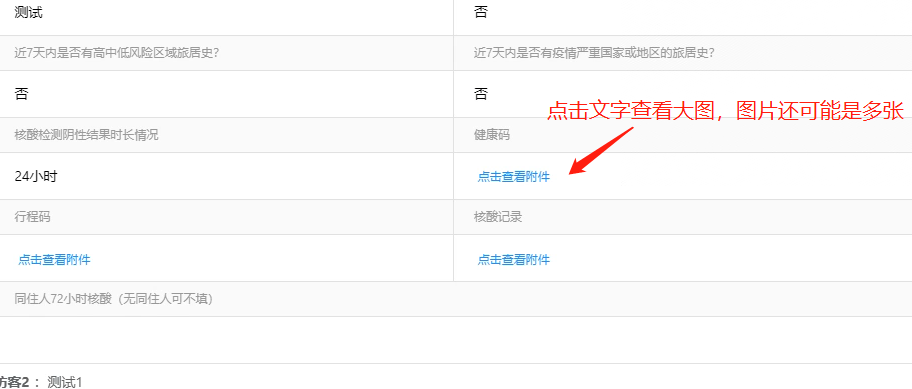 测试
否
近7天内是否有高中低风险区域旅居史?
近7天内是否有疫情严重国家或地区的旅居史?
否
否
点击文字查看大图，图片还可能是多张
核酸检测阴性结果时长情况
健康码
24小时
点击查看附件
行程码
核酸记录
点击查看附件
点击查看附件
同住人72小时核酸（无同住人可不填）
访客2： 测试1